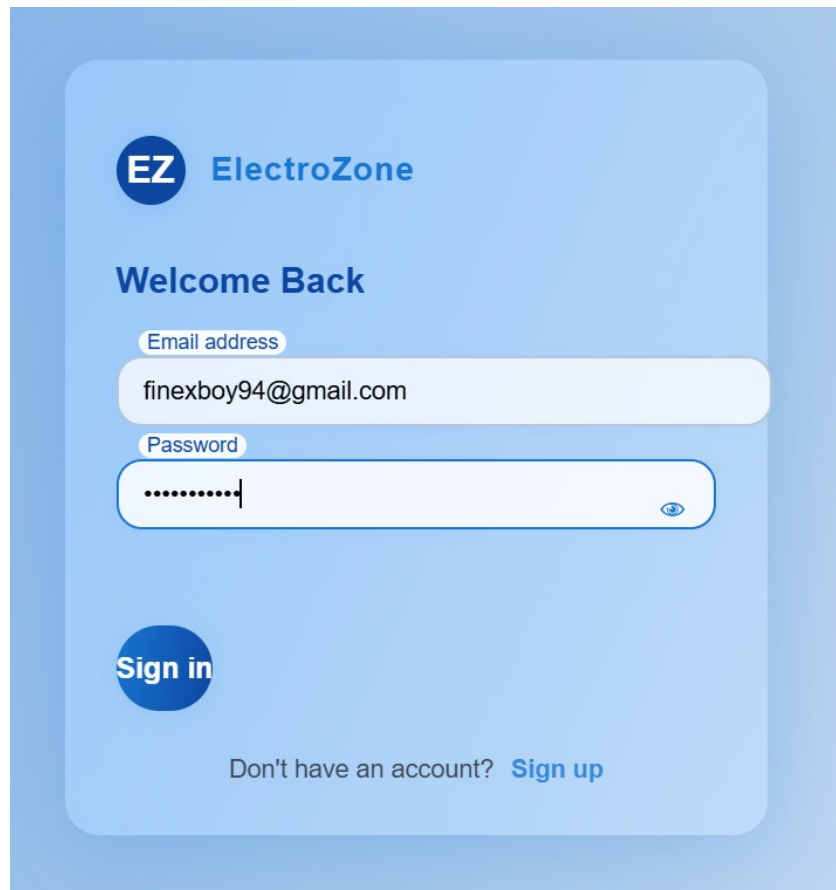 EZ ElectroZone
Welcome Back
Email address
finexboy94@gmail.com
Password
•••••••••••
Sign in
Don't have an account? Sign up